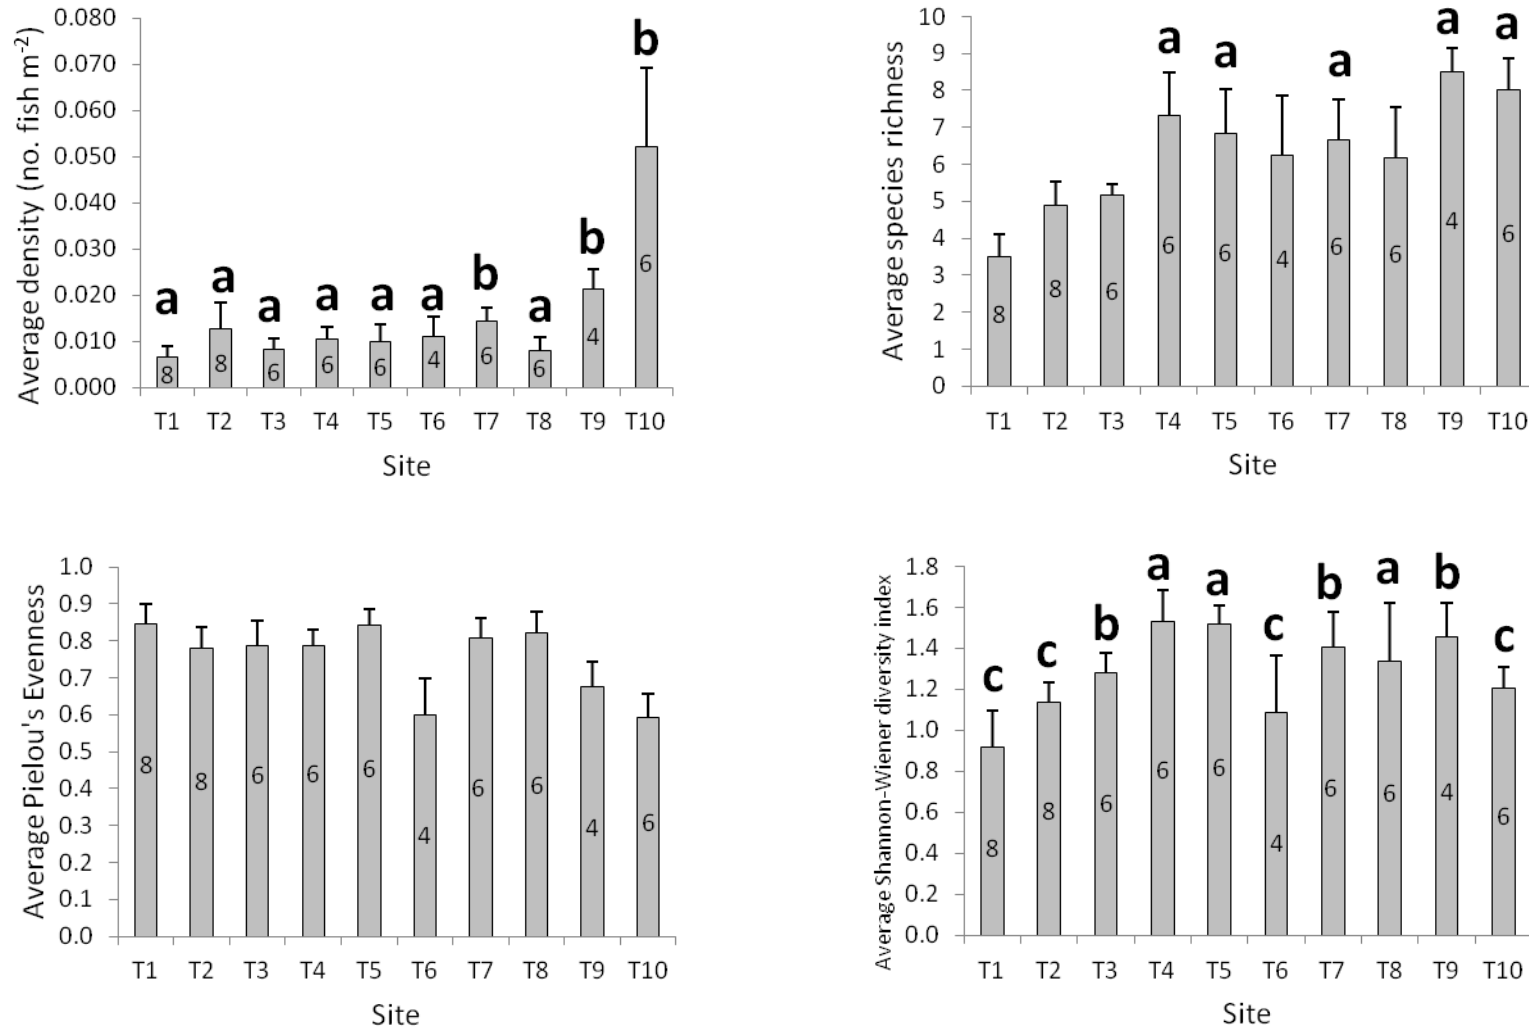 Average density (no. fish m-2)
0.080
0.070
0.060
0.050
0.040
0.030
0.020
0.010
0.000
a a a a a a b a b b
8 8 6 6 6 4 6 6 4 6
T1 T2 T3 T4 T5 T6 T7 T8 T9 T10
Site
Average species richness
10
9
8
7
6
5
4
3
2
1
0
a a a a a
8 8 6 6 6 4 6 6 4 6
T1 T2 T3 T4 T5 T6 T7 T8 T9 T10
Site
Average Pielou's Evenness
1.0
0.9
0.8
0.7
0.6
0.5
0.4
0.3
0.2
0.1
0.0
8 8 6 6 6 4 6 6 4 6
T1 T2 T3 T4 T5 T6 T7 T8 T9 T10
Site
Average Shannon-Wiener diversity index
1.8
1.6
1.4
1.2
1.0
0.8
0.6
0.4
0.2
0.0
c c b a a c b a b c
8 8 6 6 6 4 6 6 4 6
T1 T2 T3 T4 T5 T6 T7 T8 T9 T10
Site